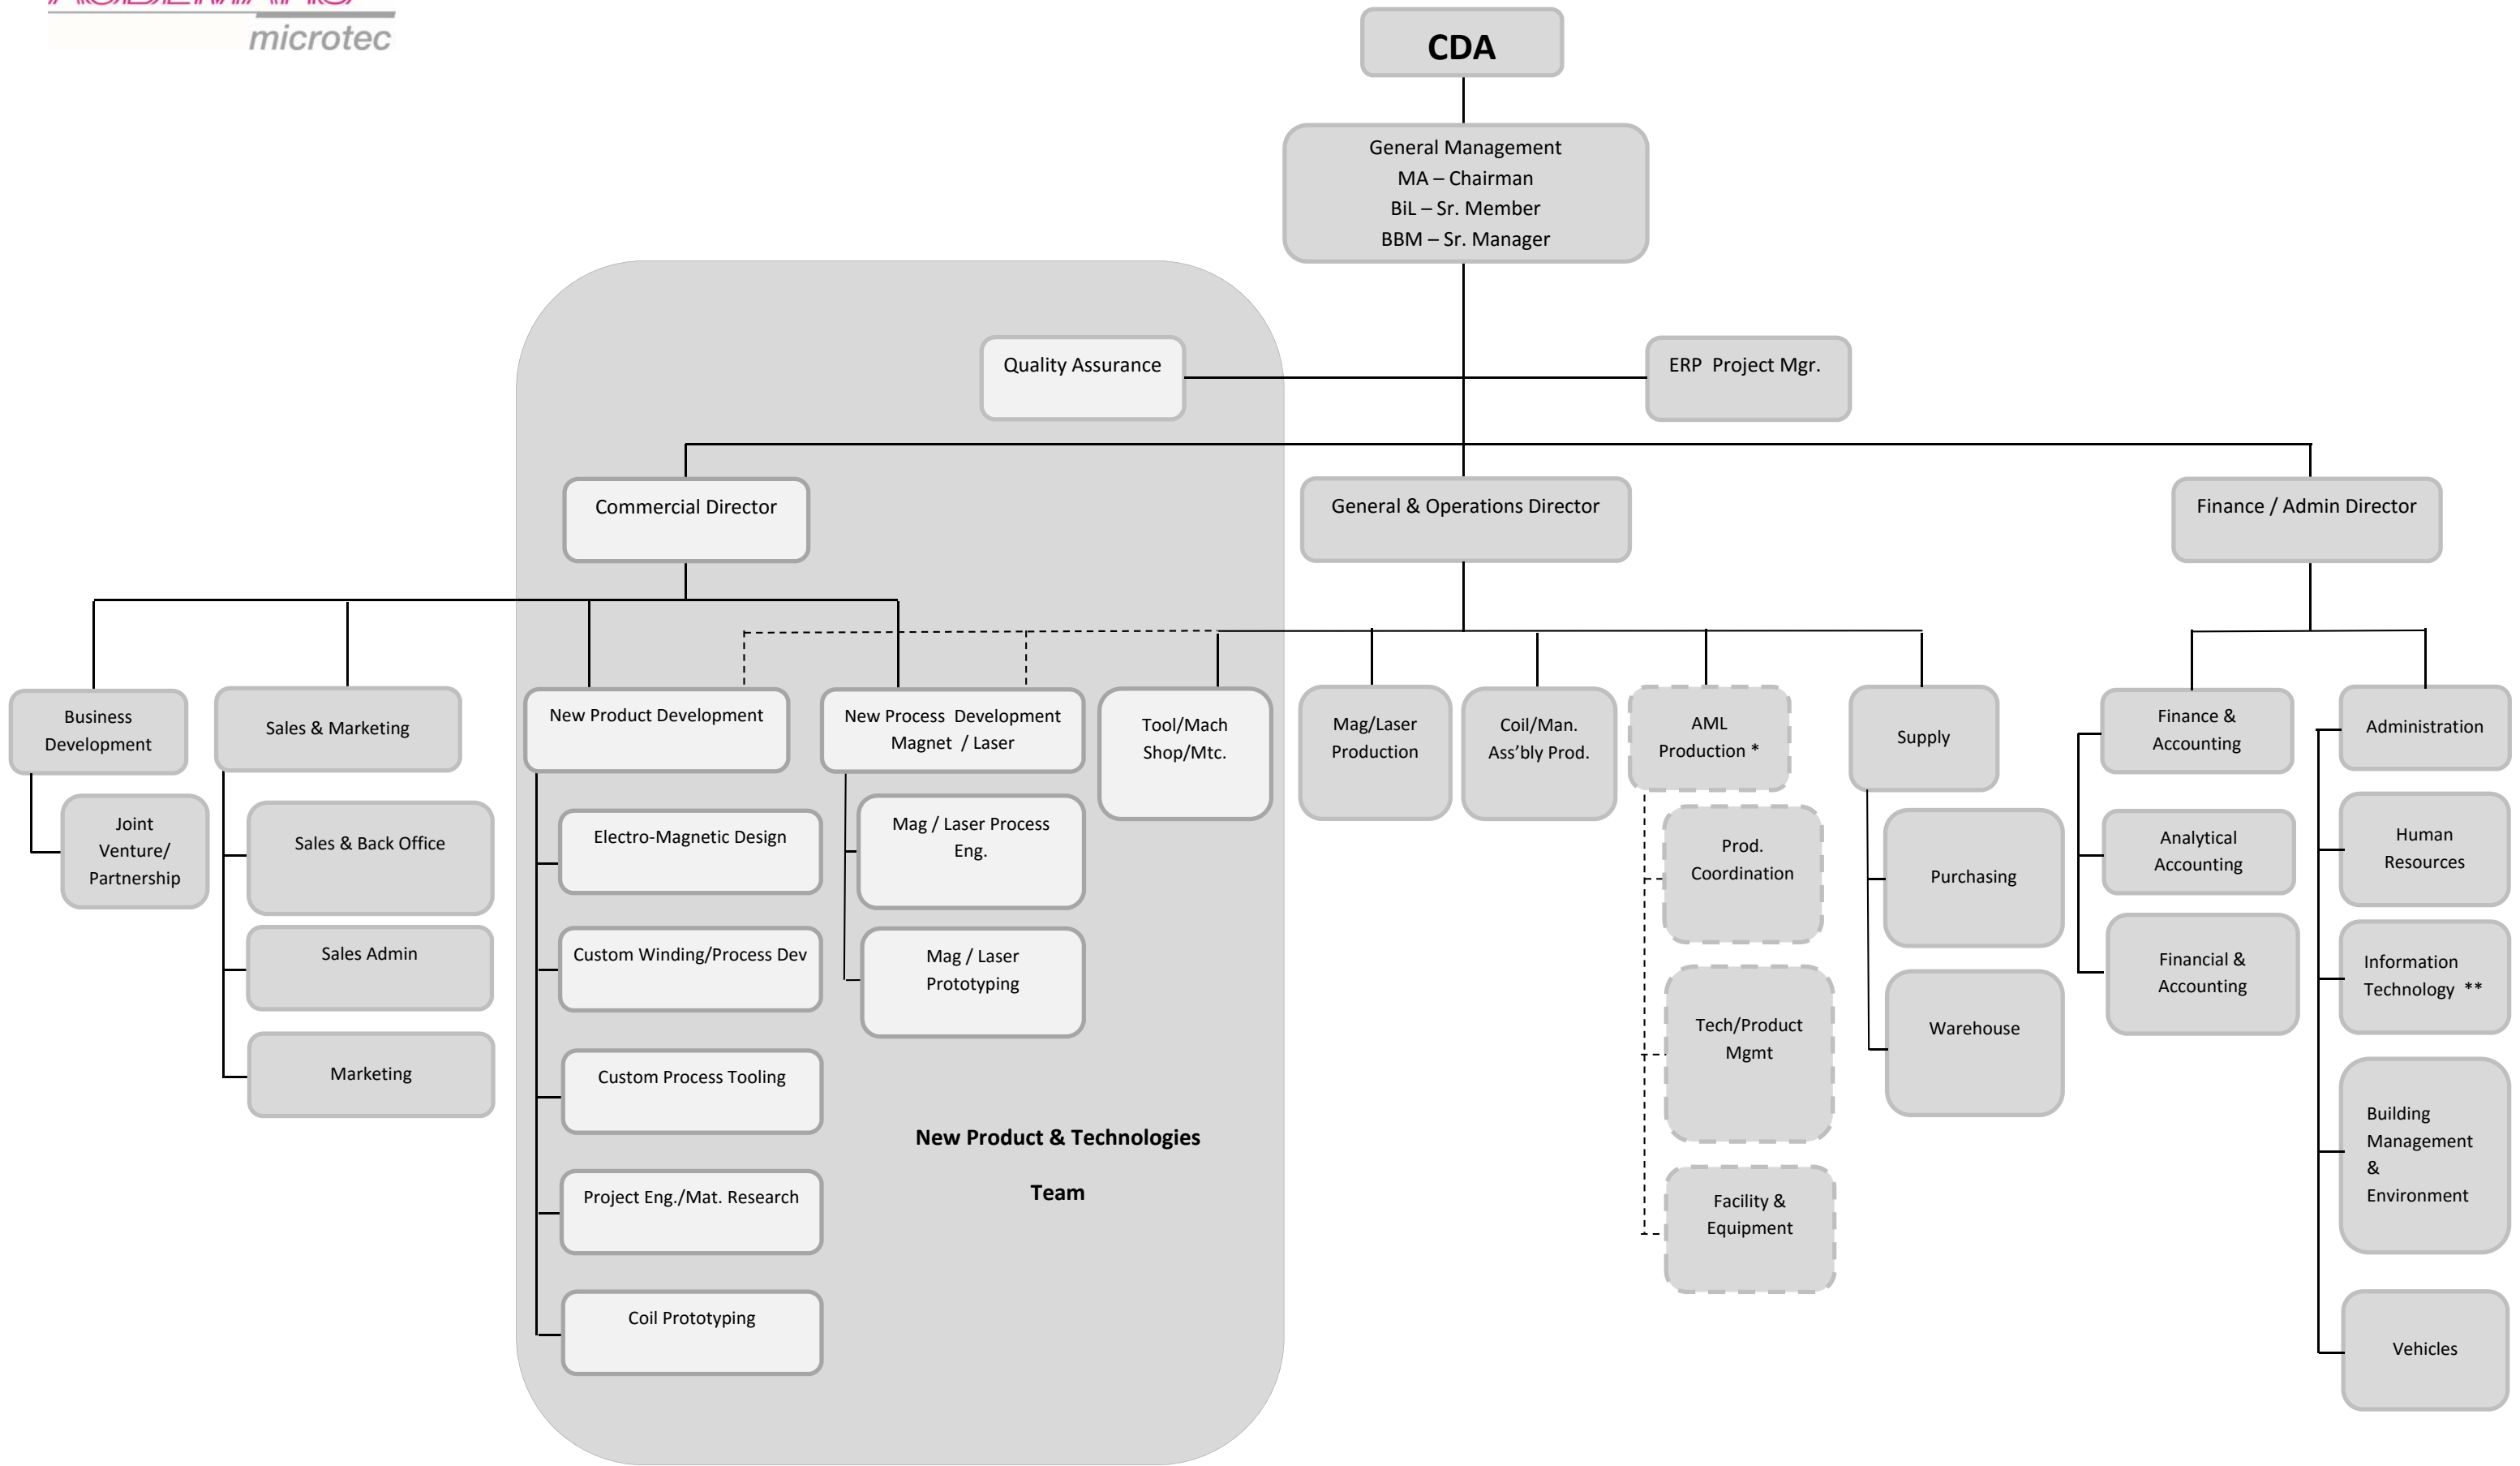 microtec
CDA
General Management
MA – Chairman
BiL – Sr. Member
BBM – Sr. Manager
Quality Assurance
ERP Project Mgr.
Commercial Director
General & Operations Director
Finance / Admin Director
Business
Development
Joint
Venture/
Partnership
Sales & Marketing
Sales & Back Office
Sales Admin
Marketing
New Product Development
Electro-Magnetic Design
Custom Winding/Process Dev
Custom Process Tooling
Project Eng./Mat. Research
Coil Prototyping
New Process Development
Magnet / Laser
Mag / Laser Process
Eng.
Mag / Laser
Prototyping
New Product & Technologies
Team
Tool/Mach
Shop/Mtc.
Mag/Laser
Production
Coil/Man.
Ass'bly Prod.
AML
Production *
Prod.
Coordination
Tech/Product
Mgmt
Facility &
Equipment
Supply
Purchasing
Warehouse
Finance &
Accounting
Analytical
Accounting
Financial &
Accounting
Administration
Human
Resources
Information
Technology **
Building
Management
&
Environment
Vehicles